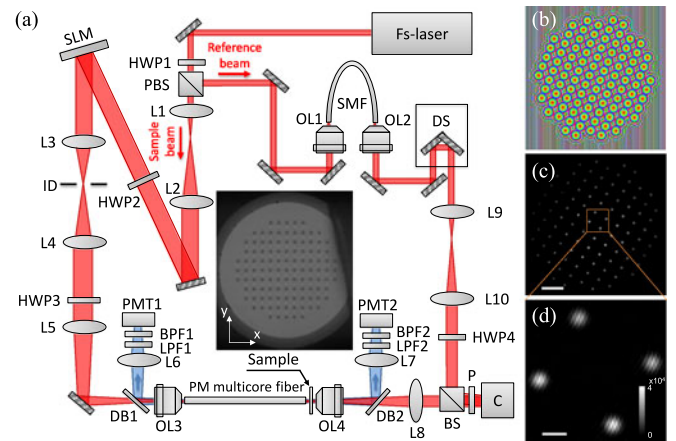 (a)
SLM
HWP1
PBS
Reference
beam
Fs-laser
(b)
L1
Sample
beam
OL1
SMF
OL2
DS
L3
ID
HWP2
L2
L4
L9
(c)
HWP3
L5
PMT1
BPF1
LPF1
L6
y
x
PMT2
BPF2
LPF2
L7
L10
HWP4
(d)
Sample
PM multicore fiber
DB1
OL3
OL4
DB2
L8
BS
P
C
4
x10⁴
0